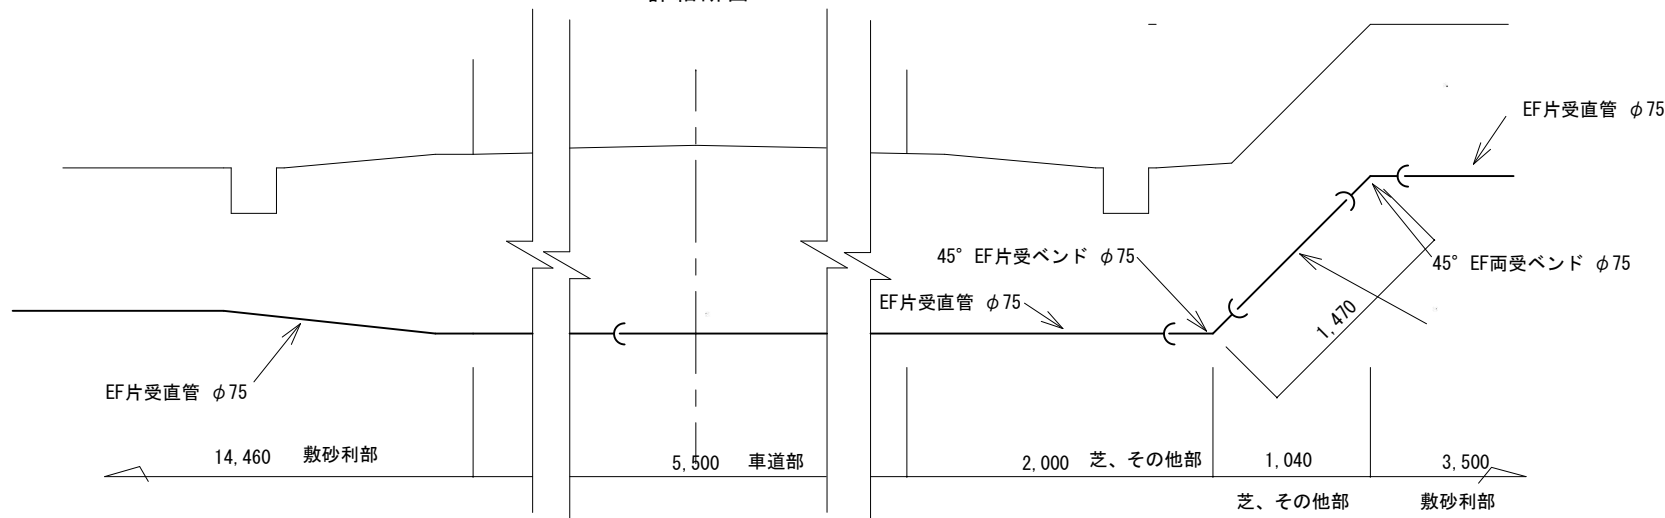 EF片受直管 φ75
45° EF片受ベンド φ75
45° EF両受ベンド φ75
EF片受直管 φ75
1,470
EF片受直管 φ75
14,460 敷砂利部
5,500 車道部
2,000 芝、その他部
1,040
3,500
芝、その他部
敷砂利部